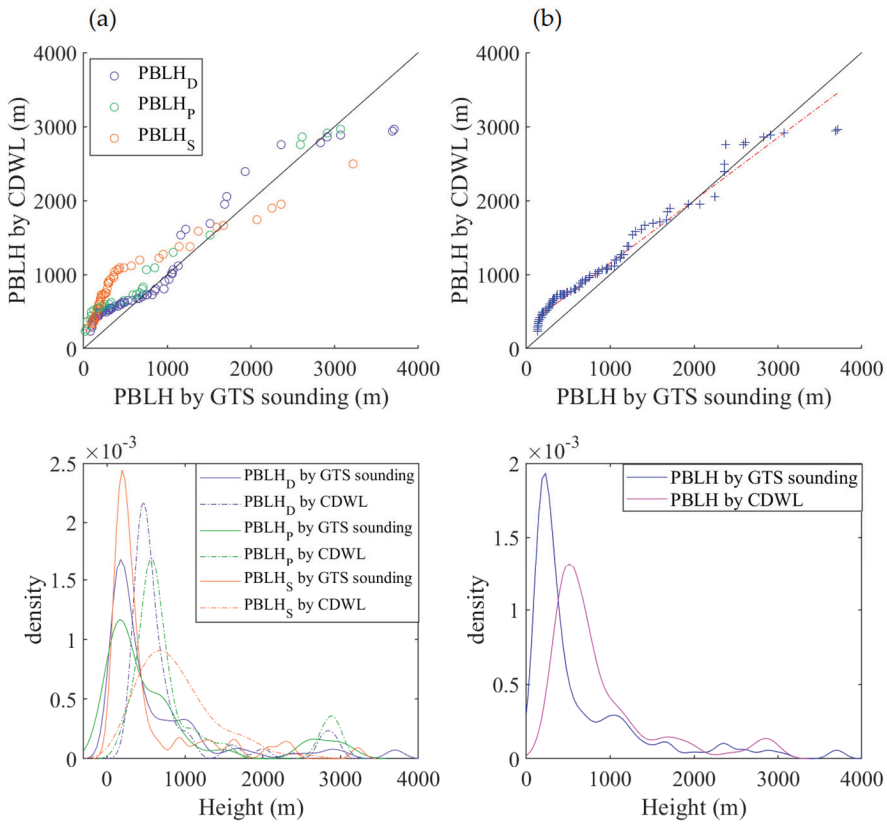 (a)
4000
3000
2000
1000
0
PBLH by CDWL (m)
PBLH_D
PBLH_P
PBLH_S
0 1000 2000 3000 4000
PBLH by GTS sounding (m)
(b)
4000
3000
2000
1000
0
PBLH by CDWL (m)
0 1000 2000 3000 4000
PBLH by GTS sounding (m)
×10^-3
2.5
2
1.5
1
0.5
0
density
PBLH_D by GTS sounding
PBLH_D by CDWL
PBLH_P by GTS sounding
PBLH_P by CDWL
PBLH_S by GTS sounding
PBLH_S by CDWL
0 1000 2000 3000 4000
Height (m)
×10^-3
2
1.5
1
0.5
0
density
PBLH by GTS sounding
PBLH by CDWL
0 1000 2000 3000 4000
Height (m)